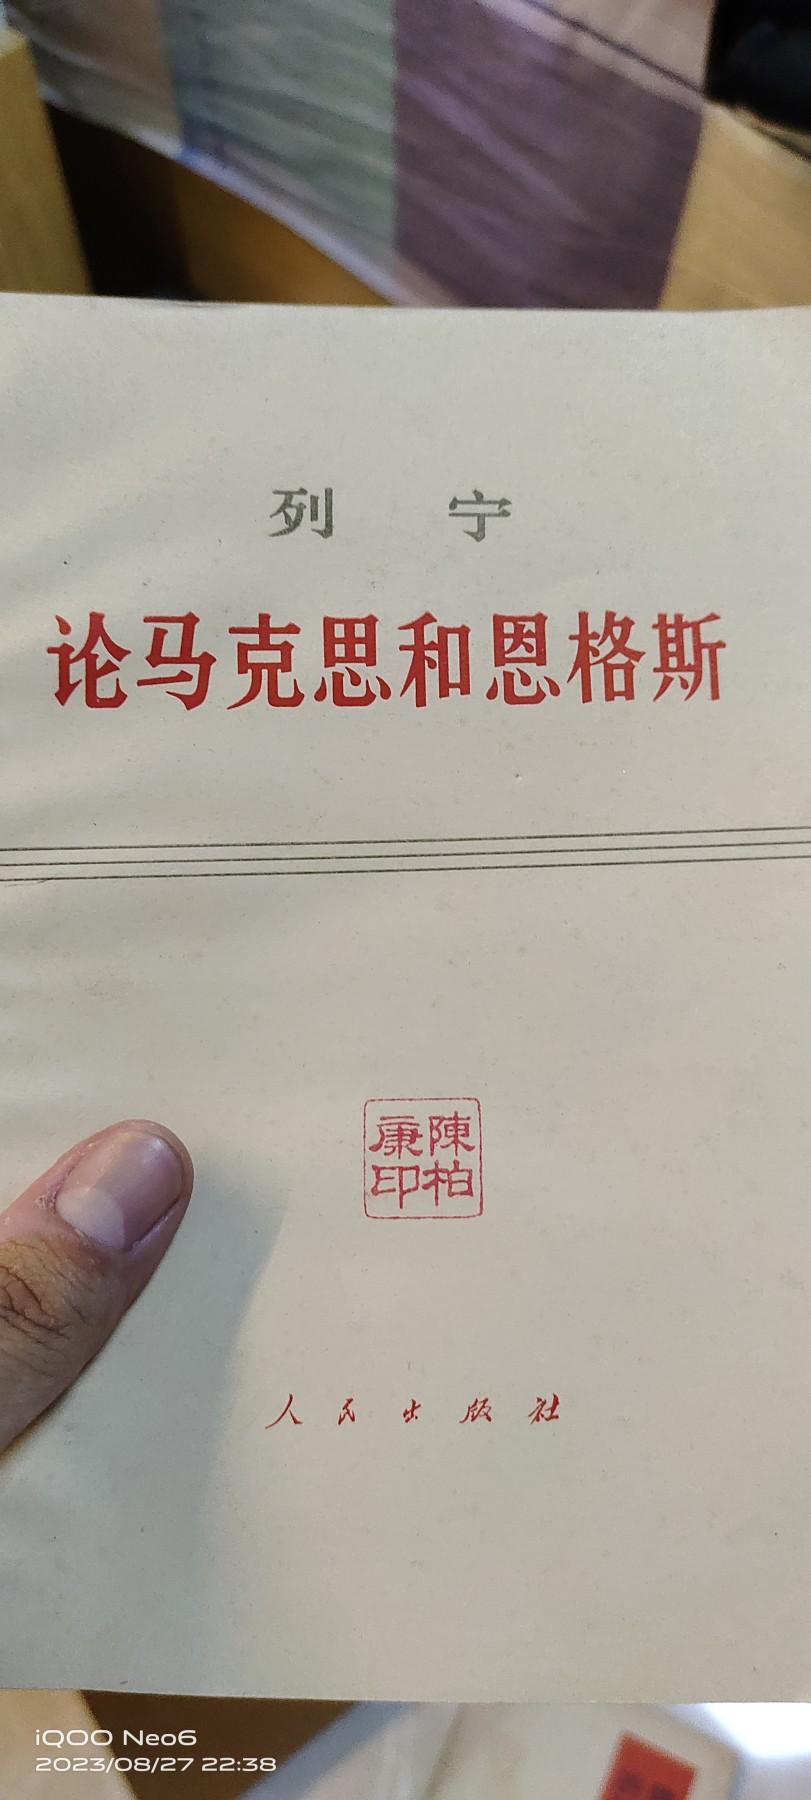 列 宁
论马克思和恩格斯
陳柏
康印
人民出版社
iQOO Neo6
2023/08/27 22:38